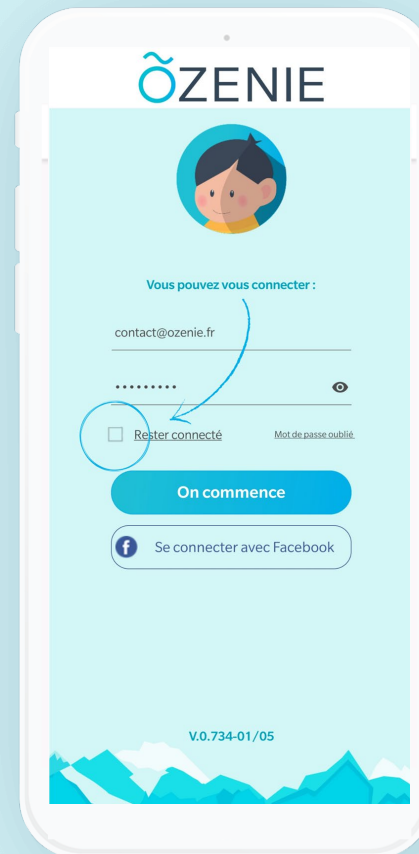 ÕZENIE
Vous pouvez vous connecter :
contact@ozenie.fr
•••••••••
Rester connecté
Mot de passe oublié
On commence
f Se connecter avec Facebook
V.0.734-01/05